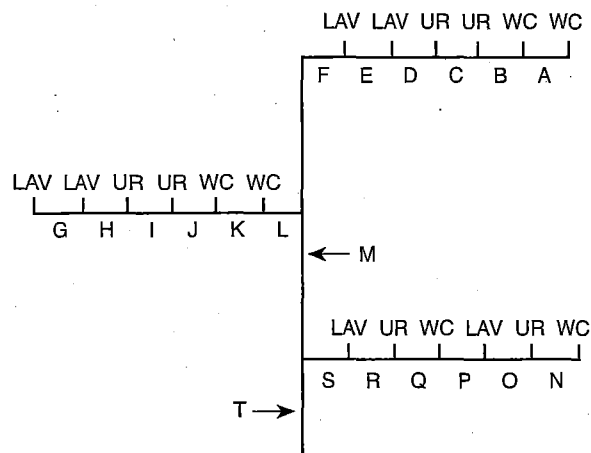 LAV LAV UR UR WC WC
F E D C B A
LAV LAV UR UR WC WC
G H I J K L
M
LAV UR WC LAV UR WC
S R Q P O N
T